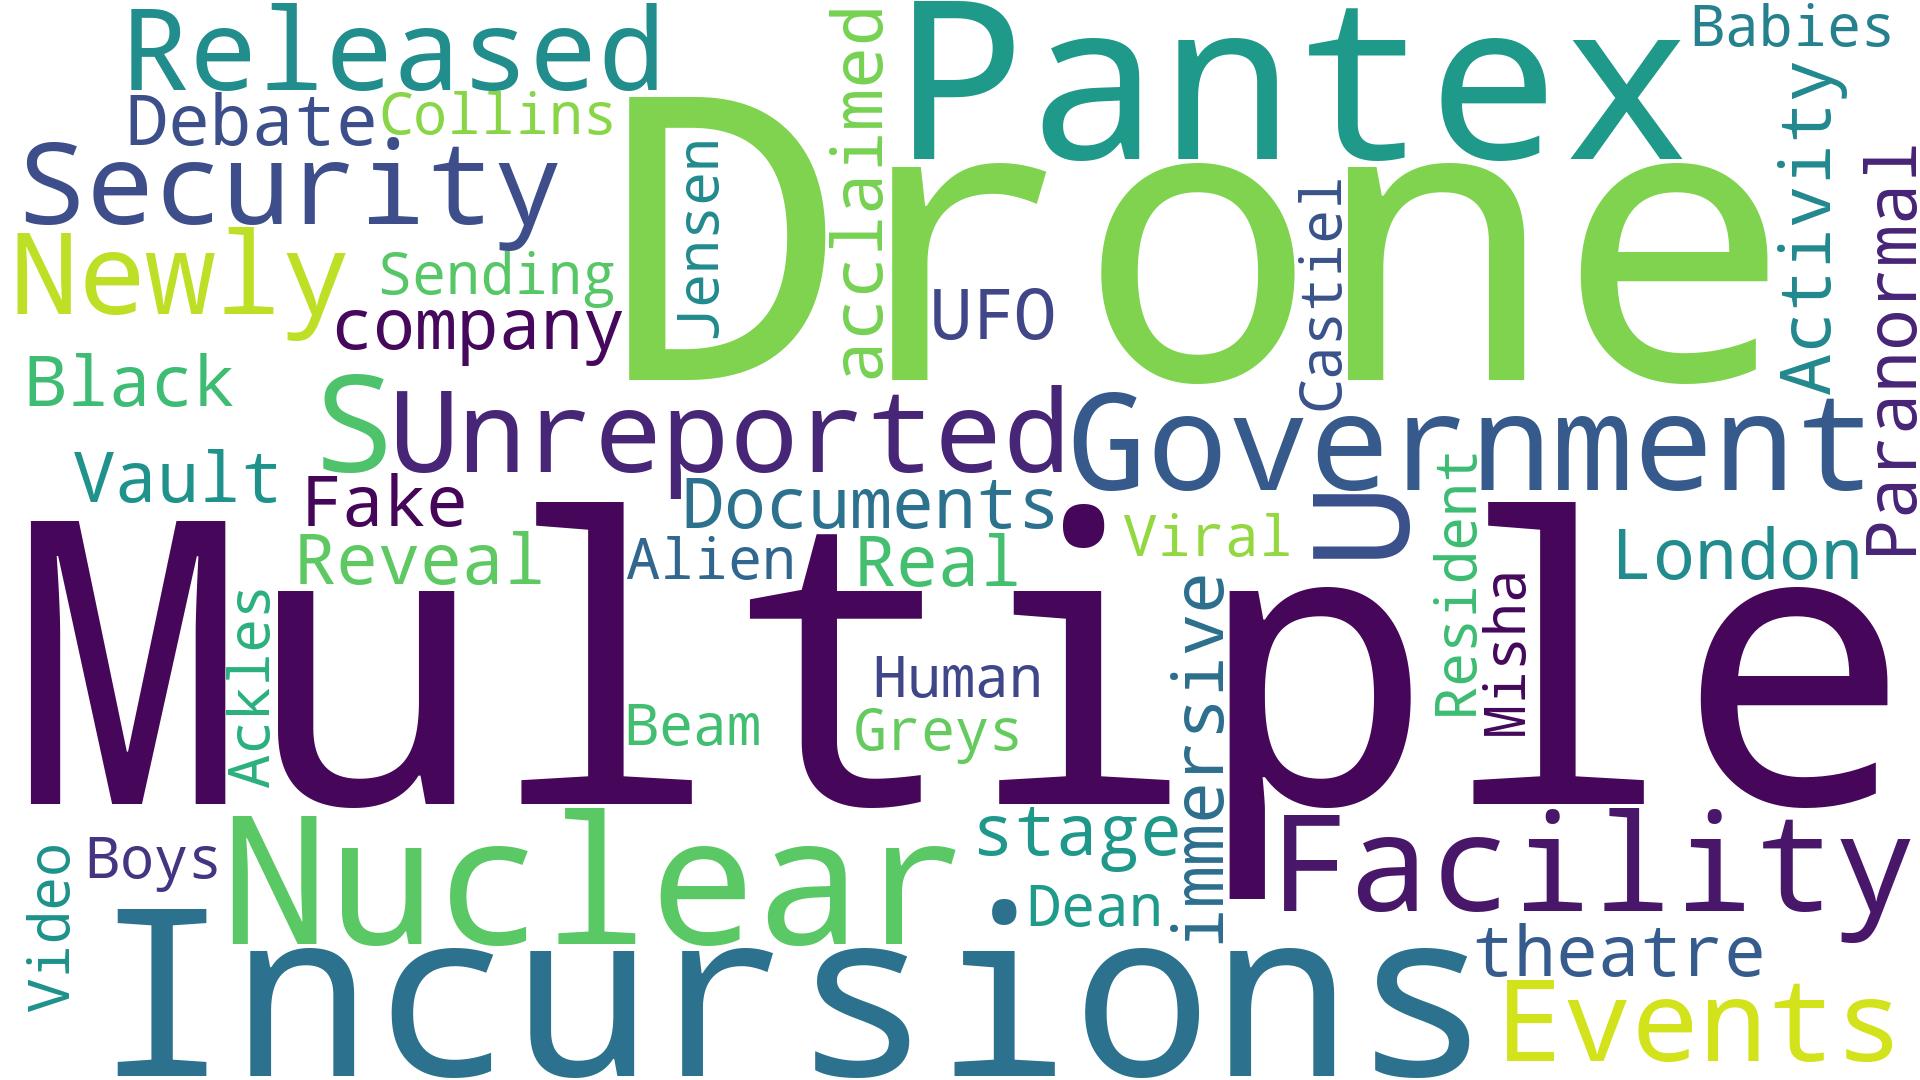 Released
Pantex
Babies
Debate
Collins
acclaimed
Activity
Security
Drone
Jensen
Paranormal
Newly
Sending
UFO
Castiel
company
Black
S
Unreported
Government
Vault
Fake
Documents
U
Resident
Reveal
Alien
Real
Viral
London
Multiple
Ackles
Misha
immersive
Human
Beam
Greys
Nuclear
stage
Facility
Video
Boys
Dean
Incursions
theatre
Events